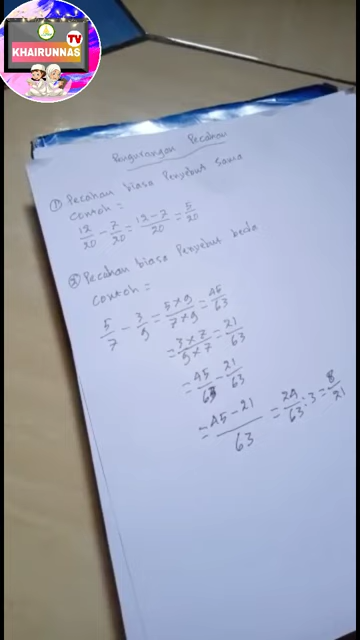 KHAIRUNNAS TV
Pengurangan Pecahan
① Pecahan biasa Penyebut sama
Contoh =
12/20 - 7/20 = 12-7/20 = 5/20
② Pecahan biasa Penyebut beda
Contoh =
5/7 - 3/9 = 5×9/7×9 = 45/63
= 3×7/9×7 = 21/63
= 45/63 - 21/63
= 45-21/63 = 24/63 : 3 = 8/21